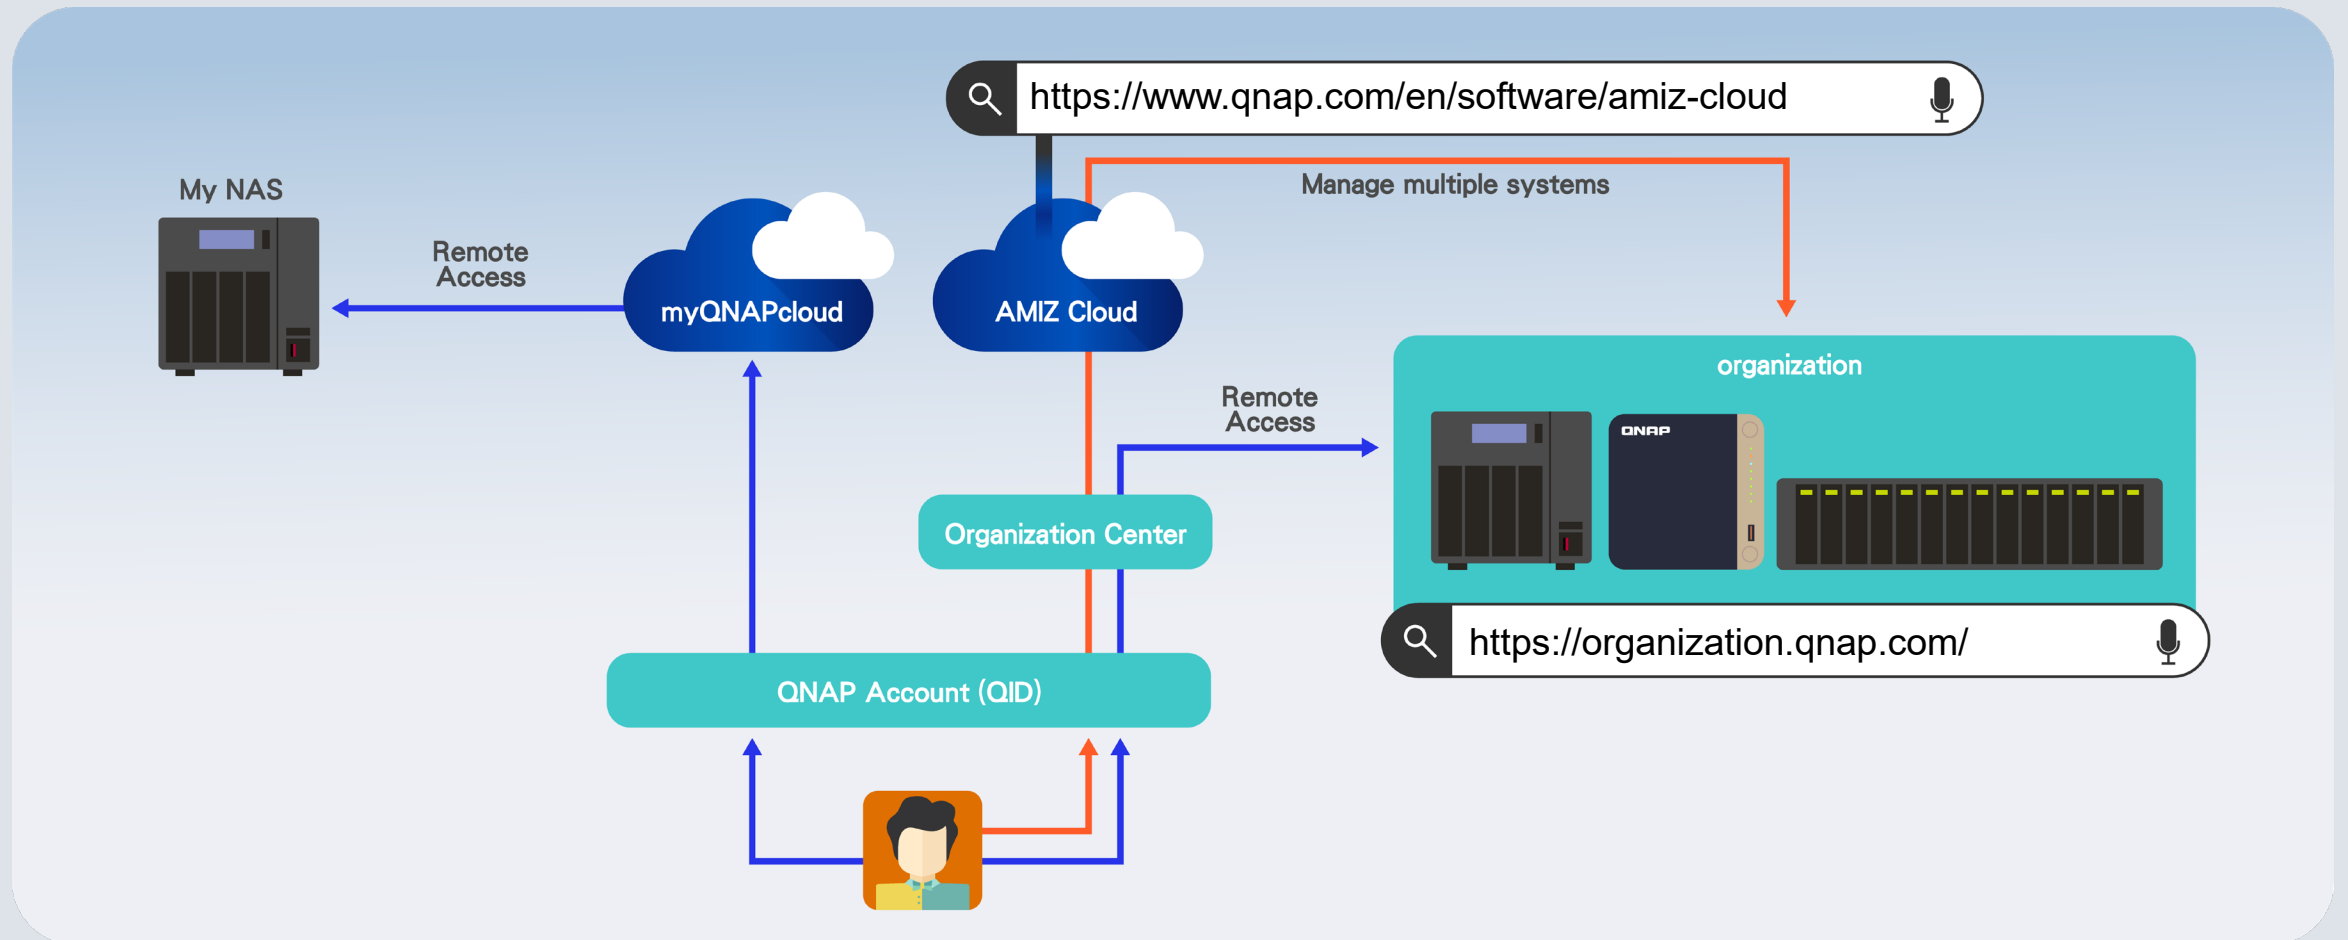 https://www.qnap.com/en/software/amiz-cloud
Manage multiple systems
My NAS
Remote
Access
myQNAPcloud
AMIZ Cloud
organization
Remote
Access
QNAP
Organization Center
https://organization.qnap.com/
QNAP Account (QID)